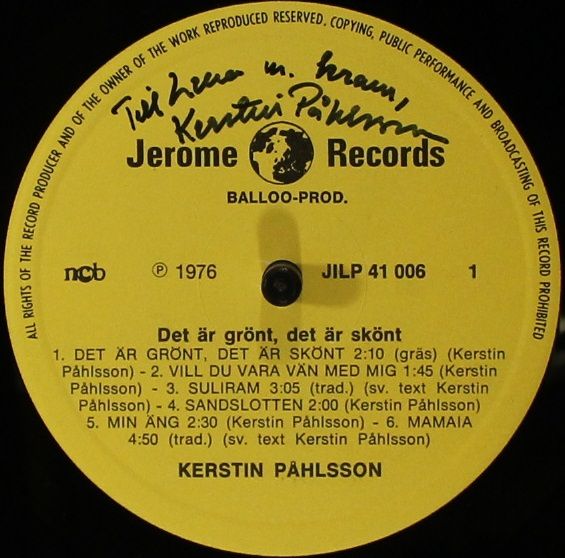 ALL RIGHTS OF THE RECORD PRODUCER AND OF THE OWNER OF THE WORK REPRODUCED RESERVED. COPYING, PUBLIC PERFORMANCE AND BROADCASTING OF THIS RECORD PROHIBITED
Till Lena m. kram,
Kerstin Påhlsson
Jerome Records
BALLOO-PROD.
ncb ℗ 1976 JILP 41 006 1
Det är grönt, det är skönt
1. DET ÄR GRÖNT, DET ÄR SKÖNT 2:10 (gräs) (Kerstin
Påhlsson) - 2. VILL DU VARA VÄN MED MIG 1:45 (Kerstin
Påhlsson) - 3. SULIRAM 3:05 (trad.) (sv. text Kerstin
Påhlsson) - 4. SANDSLOTTEN 2:00 (Kerstin Påhlsson)
5. MIN ÄNG 2:30 (Kerstin Påhlsson) - 6. MAMAIA
4:50 (trad.) (sv. text Kerstin Påhlsson)
KERSTIN PÅHLSSON